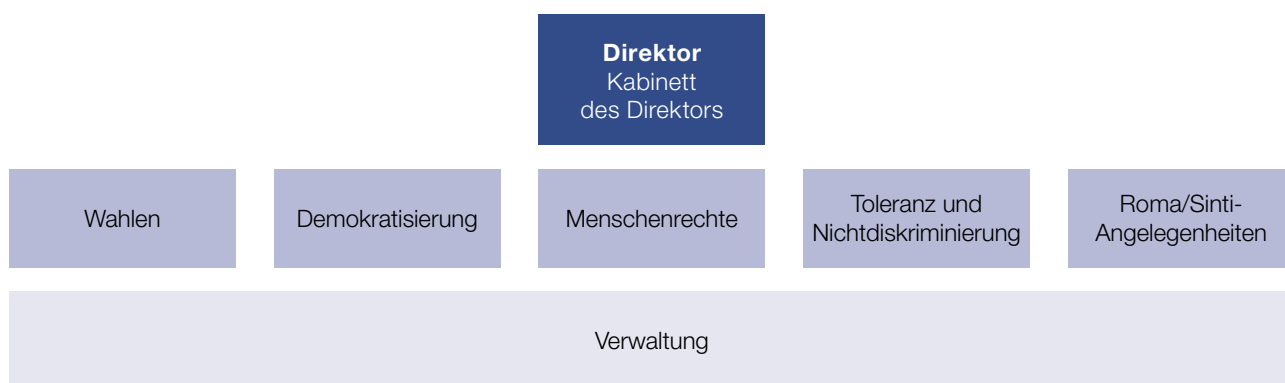 Direktor
Kabinett
des Direktors
Wahlen
Demokratisierung
Menschenrechte
Toleranz und
Nichtdiskriminierung
Roma/Sinti-
Angelegenheiten
Verwaltung